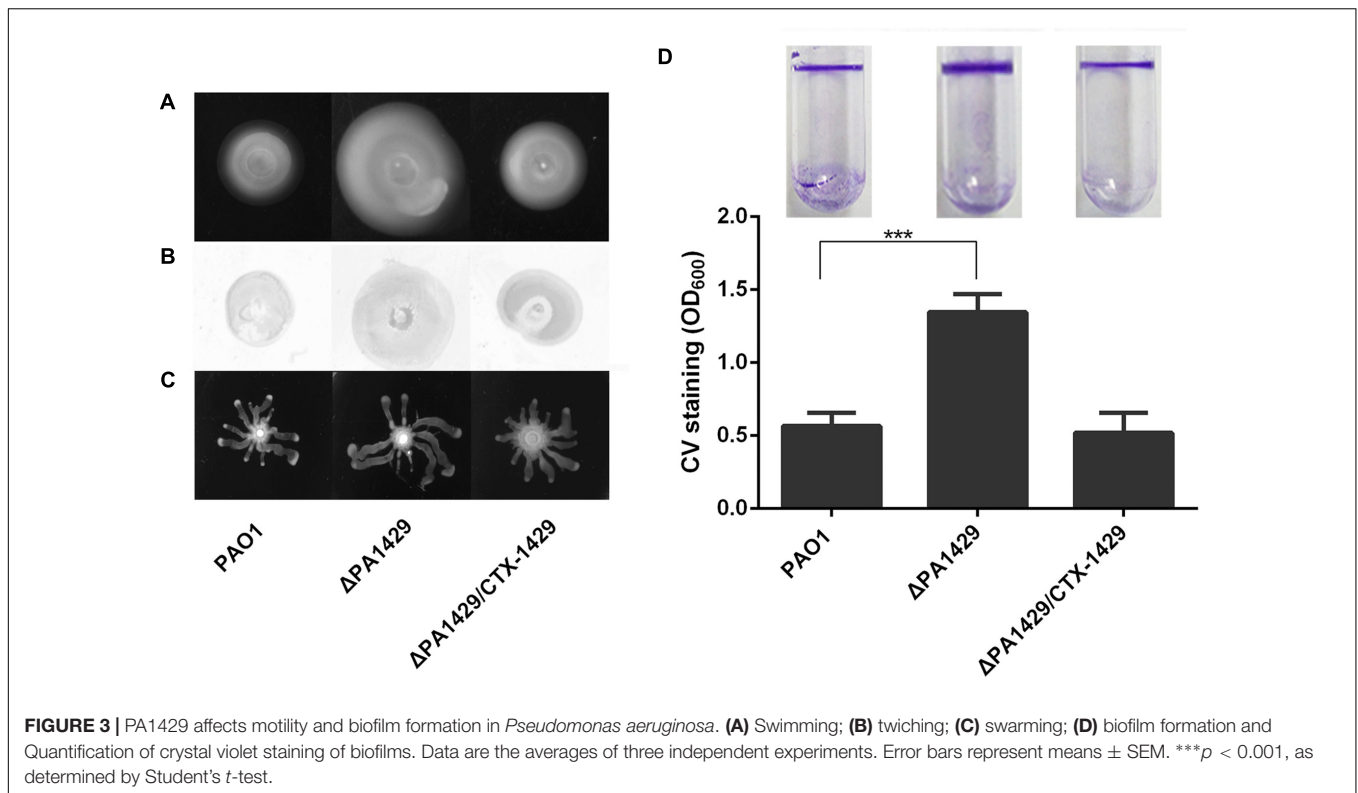 A
B
C
PAO1
ΔPA1429
ΔPA1429/CTX-1429
D
CV staining (OD600)
2.0
1.5
1.0
0.5
0.0
***
PAO1
ΔPA1429
ΔPA1429/CTX-1429
FIGURE 3 | PA1429 affects motility and biofilm formation in Pseudomonas aeruginosa. (A) Swimming; (B) twiching; (C) swarming; (D) biofilm formation and
Quantification of crystal violet staining of biofilms. Data are the averages of three independent experiments. Error bars represent means ± SEM. ***p < 0.001, as
determined by Student's t-test.